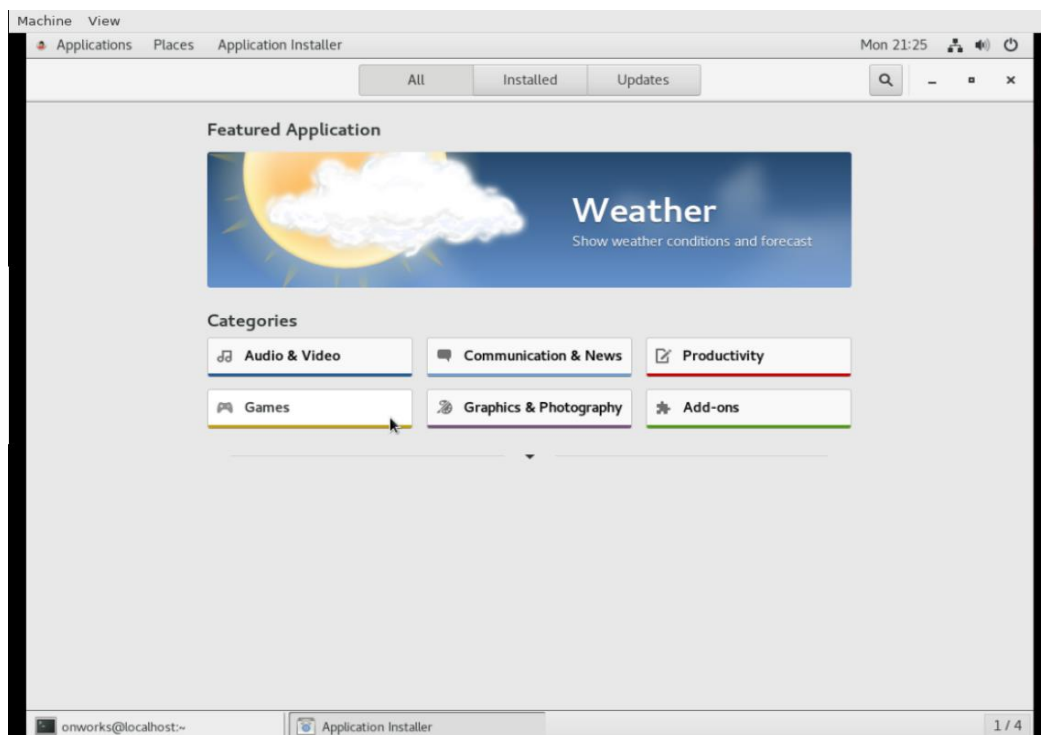 Machine View
Applications Places Application Installer Mon 21:25
All Installed Updates
Featured Application
Weather
Show weather conditions and forecast
Categories
Audio & Video Communication & News Productivity
Games Graphics & Photography Add-ons
onworks@localhost:~ Application Installer 1 / 4